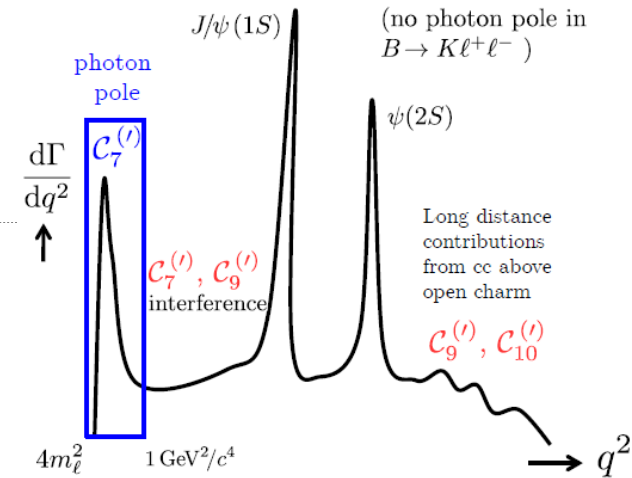 J/ψ(1S)
(no photon pole in
B → Kℓ⁺ℓ⁻ )
photon
pole
C₇⁽′⁾
ψ(2S)
dΓ
dq²
Long distance
contributions
from cc above
open charm
C₇⁽′⁾, C₉⁽′⁾
interference
C₉⁽′⁾, C₁₀⁽′⁾
4m²ℓ
1 GeV²/c⁴
q²